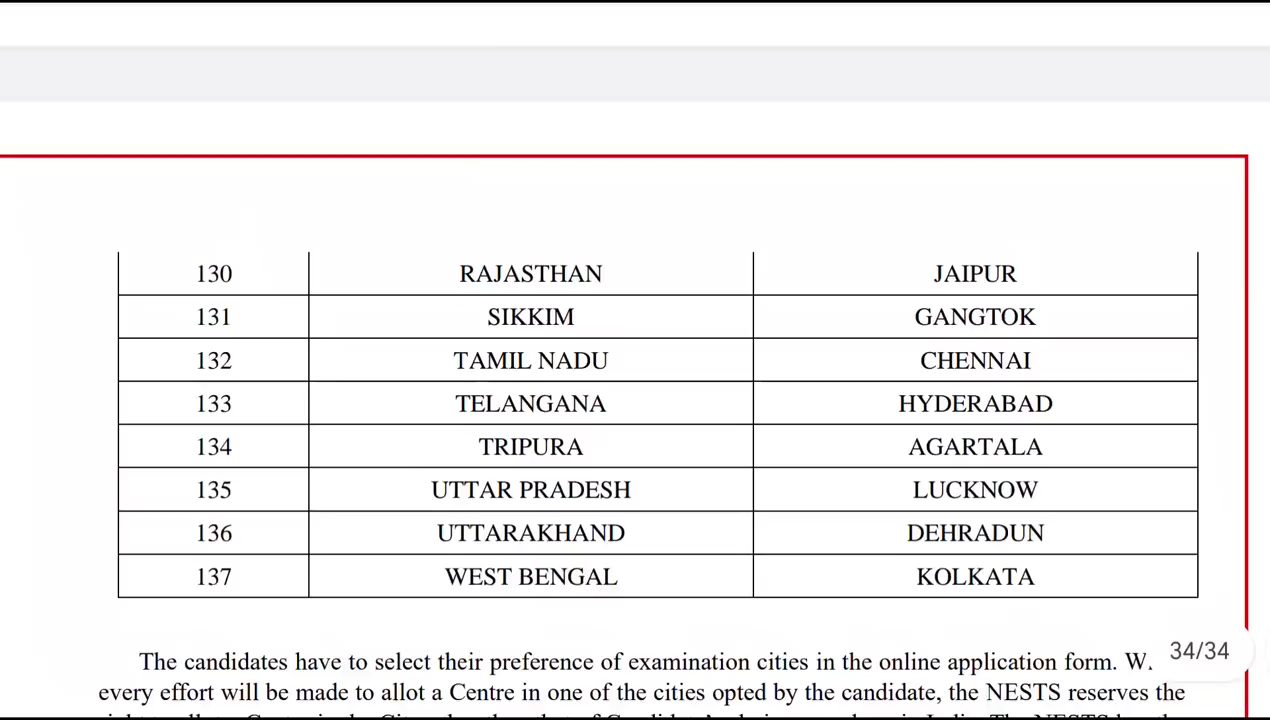 130 RAJASTHAN JAIPUR
131 SIKKIM GANGTOK
132 TAMIL NADU CHENNAI
133 TELANGANA HYDERABAD
134 TRIPURA AGARTALA
135 UTTAR PRADESH LUCKNOW
136 UTTARAKHAND DEHRADUN
137 WEST BENGAL KOLKATA
The candidates have to select their preference of examination cities in the online application form.
34/34
every effort will be made to allot a Centre in one of the cities opted by the candidate, the NESTS reserves the